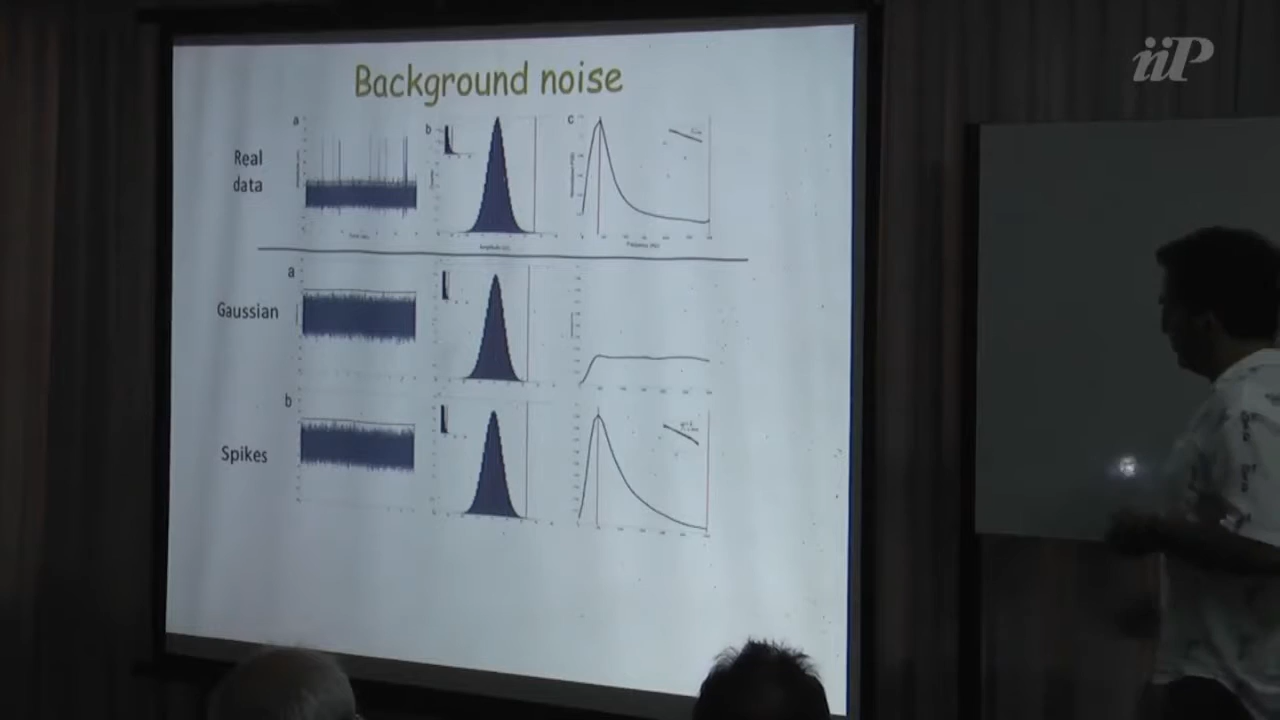 iiP
Background noise
a
b
c
Real
data
a
Gaussian
b
Spikes